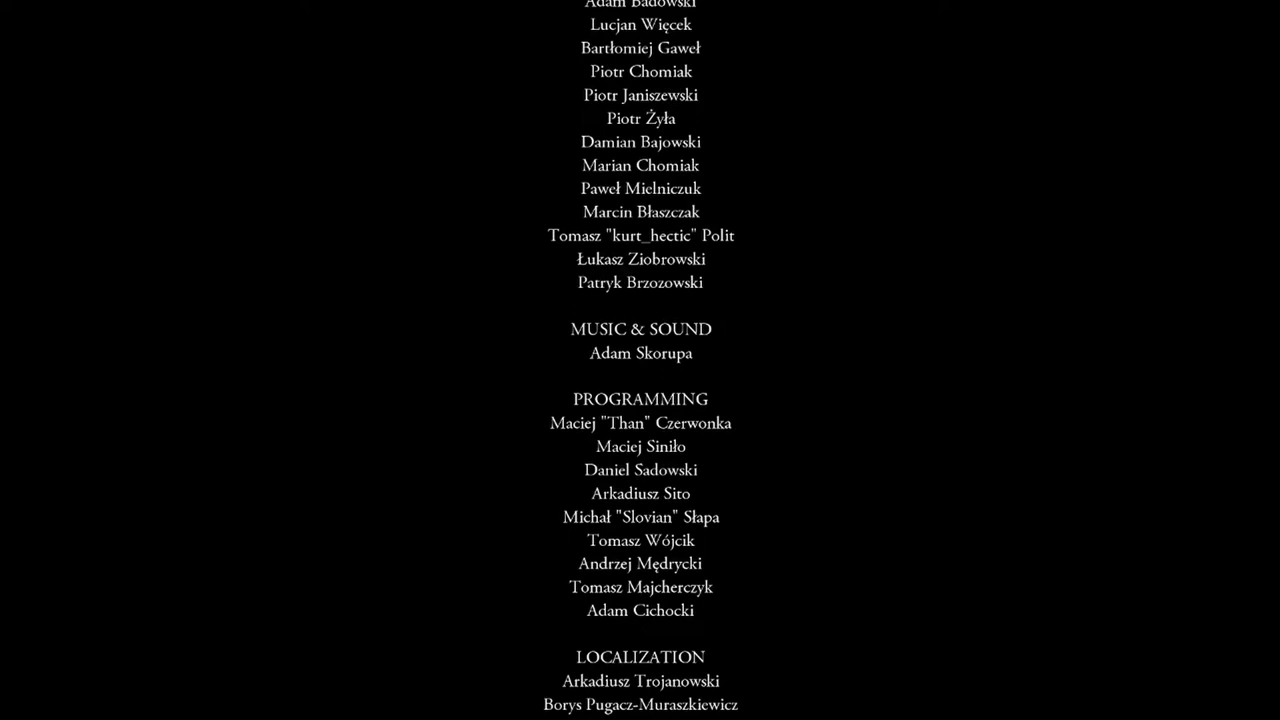 Adam Badowski
Lucjan Więcek
Bartłomiej Gaweł
Piotr Chomiak
Piotr Janiszewski
Piotr Żyła
Damian Bajowski
Marian Chomiak
Paweł Mielniczuk
Marcin Błaszczak
Tomasz "kurt_hectic" Polit
Łukasz Ziobrowski
Patryk Brzozowski
MUSIC & SOUND
Adam Skorupa
PROGRAMMING
Maciej "Than" Czerwonka
Maciej Siniło
Daniel Sadowski
Arkadiusz Sito
Michał "Slovian" Słapa
Tomasz Wójcik
Andrzej Mędrycki
Tomasz Majcherczyk
Adam Cichocki
LOCALIZATION
Arkadiusz Trojanowski
Borys Pugacz-Muraszkiewicz